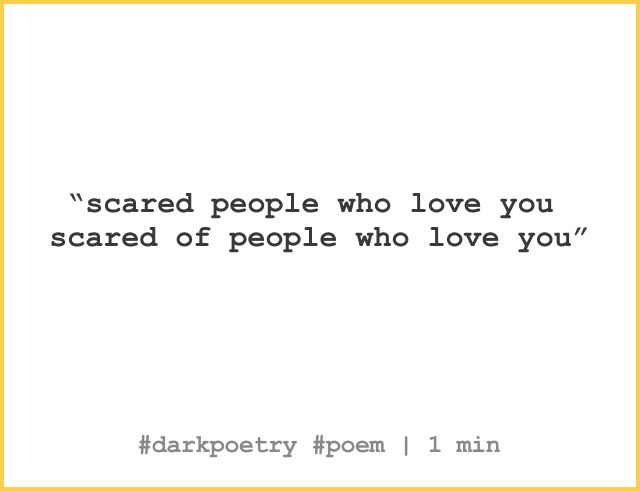 “scared people who love you
scared of people who love you”
#darkpoetry #poem | 1 min